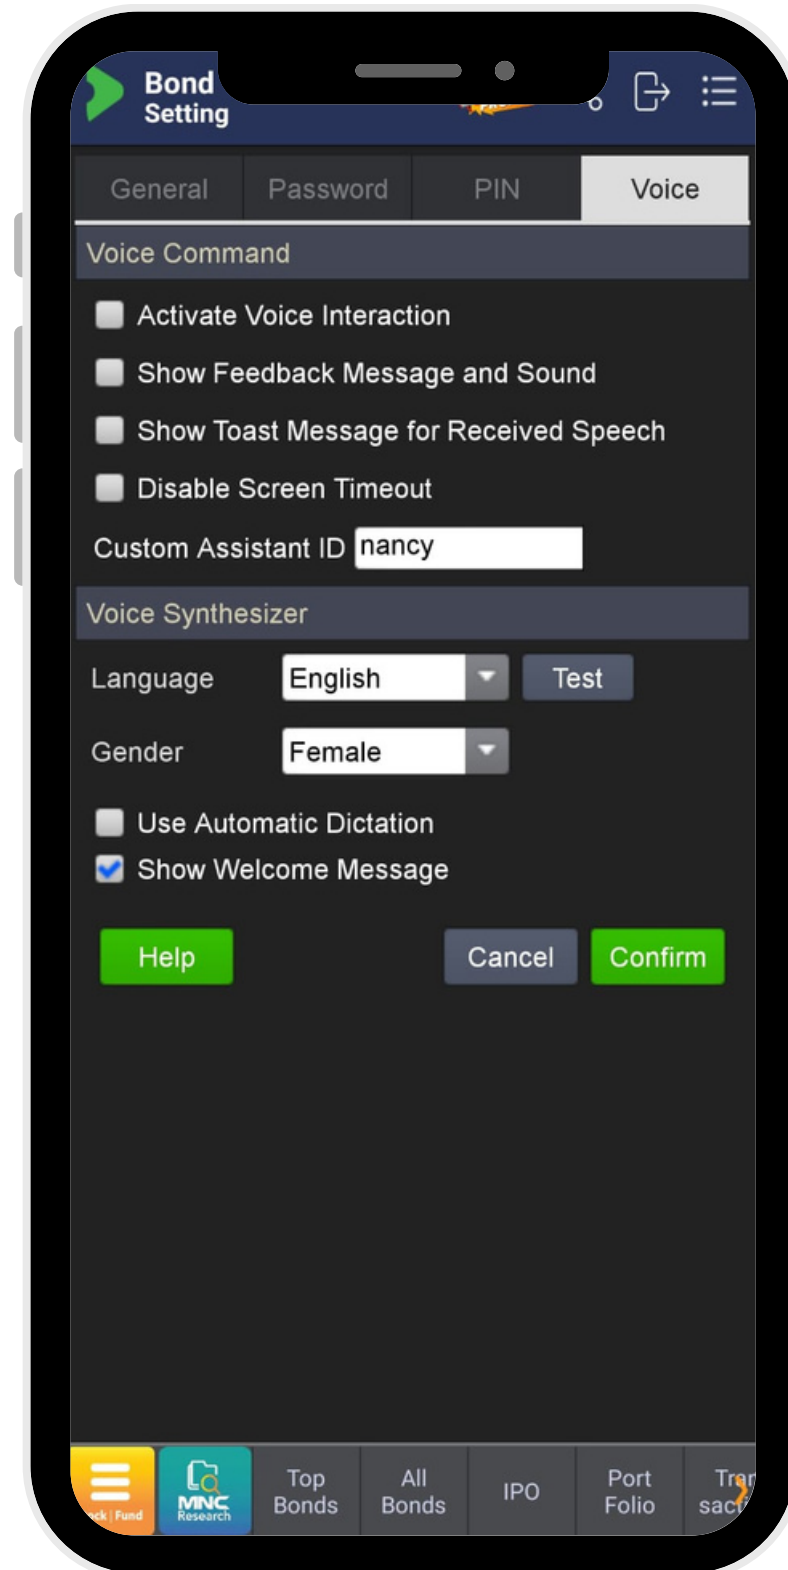 Bond
Setting
General Password PIN Voice
Voice Command
Activate Voice Interaction
Show Feedback Message and Sound
Show Toast Message for Received Speech
Disable Screen Timeout
Custom Assistant ID nancy
Voice Synthesizer
Language English Test
Gender Female
Use Automatic Dictation
Show Welcome Message
Help Cancel Confirm
Top
Bonds
All
Bonds
IPO
Port
Folio
MNC
Research
Fund